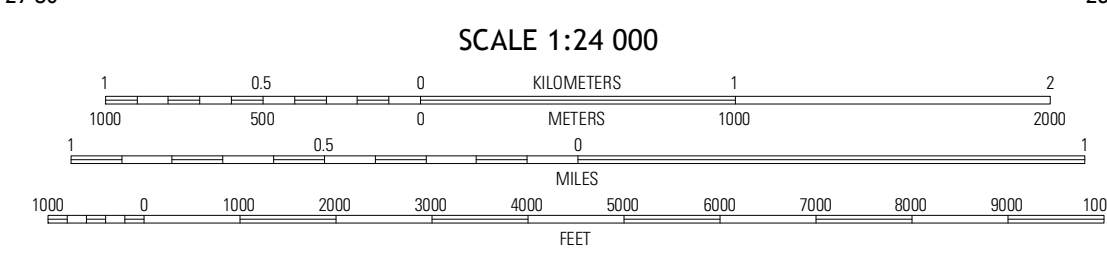 SCALE 1:24 000
1 0.5 0 KILOMETERS 1 2
1000 500 0 METERS 1000 2000
1 0.5 0 1
MILES
1000 0 1000 2000 3000 4000 5000 6000 7000 8000 9000 100
FEET